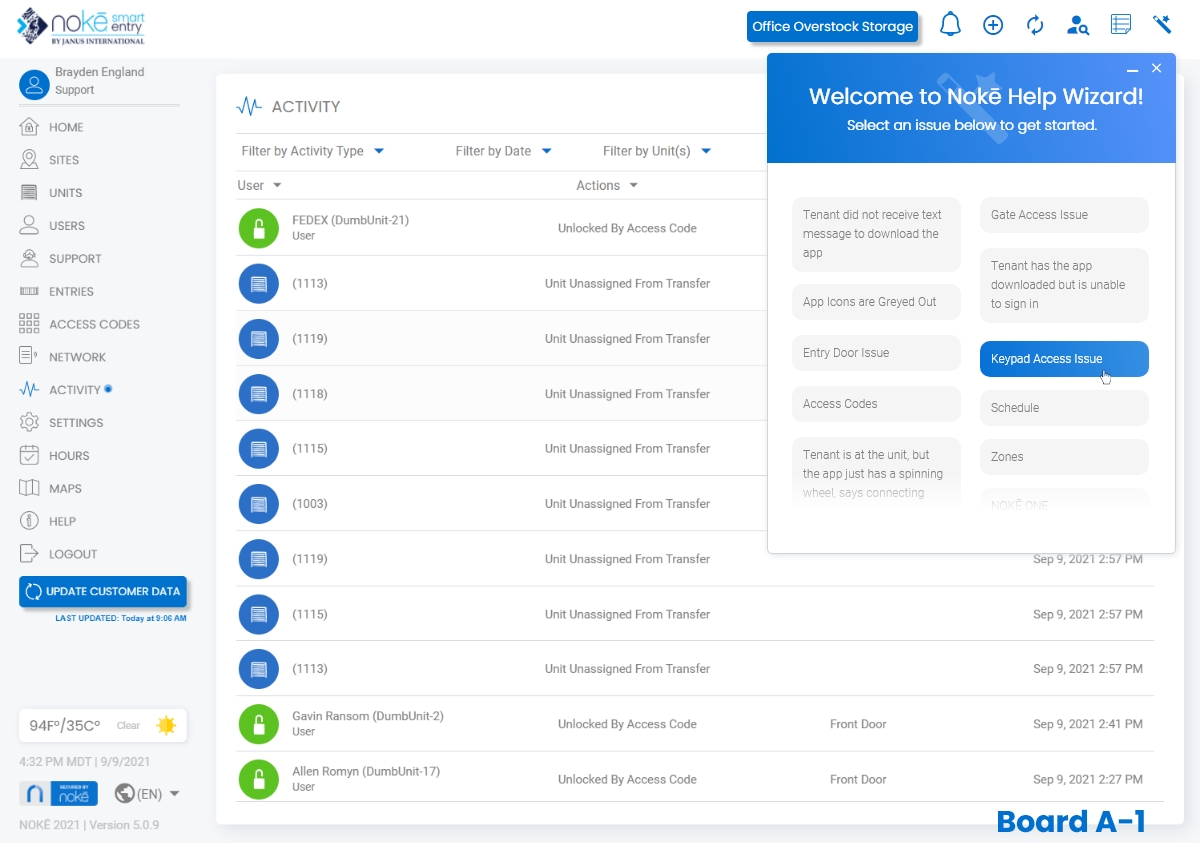 nokē smart entry
BY JANUS INTERNATIONAL
Office Overstock Storage
Brayden England
Support
HOME
SITES
UNITS
USERS
SUPPORT
ENTRIES
ACCESS CODES
NETWORK
ACTIVITY
SETTINGS
HOURS
MAPS
HELP
LOGOUT
UPDATE CUSTOMER DATA
LAST UPDATED: Today at 9:06 AM
94Fº/35Cº Clear
4:32 PM MDT | 9/9/2021
SECURED BY
nokē
(EN)
NOKĒ 2021 | Version 5.0.9
ACTIVITY
Filter by Activity Type Filter by Date Filter by Unit(s)
User Actions
FEDEX (DumbUnit-21)
User
Unlocked By Access Code
(1113) Unit Unassigned From Transfer
(1119) Unit Unassigned From Transfer
(1118) Unit Unassigned From Transfer
(1115) Unit Unassigned From Transfer
(1003) Unit Unassigned From Transfer
(1119) Unit Unassigned From Transfer Sep 9, 2021 2:57 PM
(1115) Unit Unassigned From Transfer Sep 9, 2021 2:57 PM
(1113) Unit Unassigned From Transfer Sep 9, 2021 2:57 PM
Gavin Ransom (DumbUnit-2)
User
Unlocked By Access Code Front Door Sep 9, 2021 2:41 PM
Allen Romyn (DumbUnit-17)
User
Unlocked By Access Code Front Door Sep 9, 2021 2:27 PM
Welcome to Nokē Help Wizard!
Select an issue below to get started.
Tenant did not receive text
message to download the
app
App Icons are Greyed Out
Entry Door Issue
Access Codes
Tenant is at the unit, but
the app just has a spinning
wheel, says connecting
Gate Access Issue
Tenant has the app
downloaded but is unable
to sign in
Keypad Access Issue
Schedule
Zones
NOKĒ ONE
Board A-1